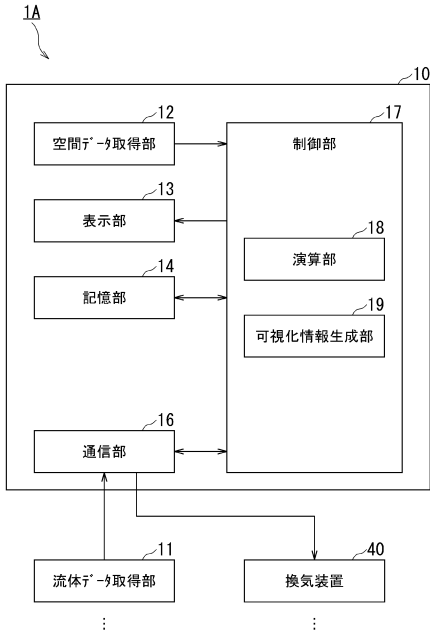 1A
10
12
空間ﾃﾞｰﾀ取得部
17
制御部
13
表示部
18
演算部
14
記憶部
19
可視化情報生成部
16
通信部
11
流体ﾃﾞｰﾀ取得部
40
換気装置
⋮
⋮